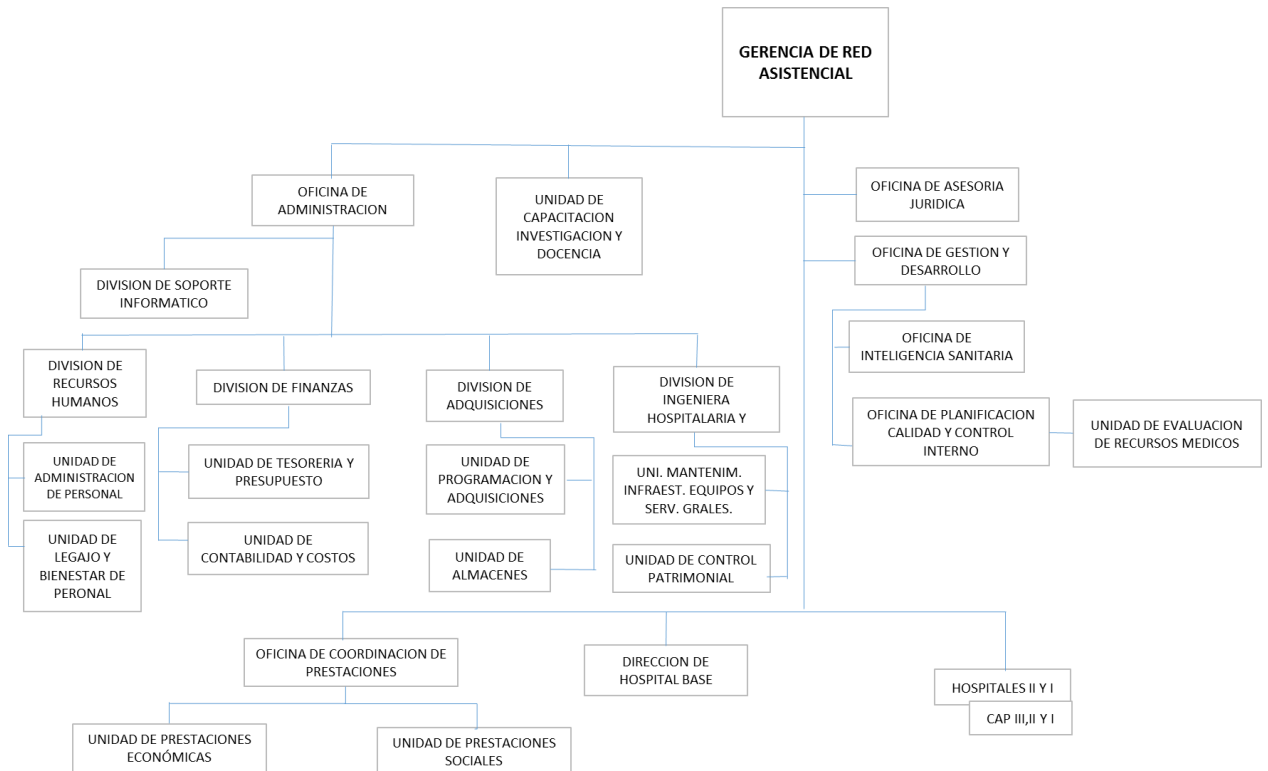 GERENCIA DE RED
ASISTENCIAL
OFICINA DE
ADMINISTRACION
UNIDAD DE
CAPACITACION
INVESTIGACION Y
DOCENCIA
OFICINA DE ASESORIA
JURIDICA
OFICINA DE GESTION Y
DESARROLLO
DIVISION DE SOPORTE
INFORMATICO
OFICINA DE
INTELIGENCIA SANITARIA
DIVISION DE
RECURSOS
HUMANOS
DIVISION DE FINANZAS
DIVISION DE
ADQUISICIONES
DIVISION DE
INGENIERA
HOSPITALARIA Y
OFICINA DE PLANIFICACION
CALIDAD Y CONTROL
INTERNO
UNIDAD DE EVALUACION
DE RECURSOS MEDICOS
UNIDAD DE
ADMINISTRACION
DE PERSONAL
UNIDAD DE TESORERIA Y
PRESUPUESTO
UNIDAD DE
PROGRAMACION Y
ADQUISICIONES
UNI. MANTENIM.
INFRAEST. EQUIPOS Y
SERV. GRALES.
UNIDAD DE
LEGAJO Y
BIENESTAR DE
PERONAL
UNIDAD DE
CONTABILIDAD Y COSTOS
UNIDAD DE
ALMACENES
UNIDAD DE CONTROL
PATRIMONIAL
OFICINA DE COORDINACION DE
PRESTACIONES
DIRECCION DE
HOSPITAL BASE
HOSPITALES II Y I
CAP III,II Y I
UNIDAD DE PRESTACIONES
ECONÓMICAS
UNIDAD DE PRESTACIONES
SOCIALES